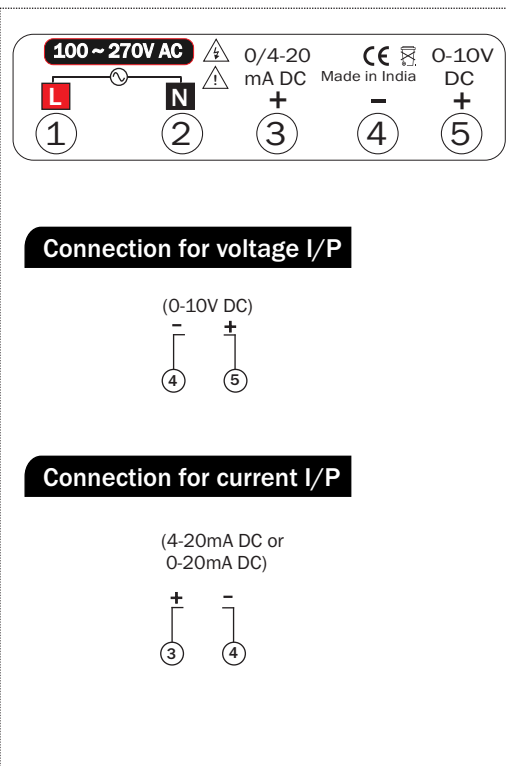 100 ~ 270V AC
L N
0/4-20
mA DC
+
CE
Made in India
−
0-10V
DC
+
1 2 3 4 5
Connection for voltage I/P
(0-10V DC)
− +
4 5
Connection for current I/P
(4-20mA DC or
0-20mA DC)
+ −
3 4